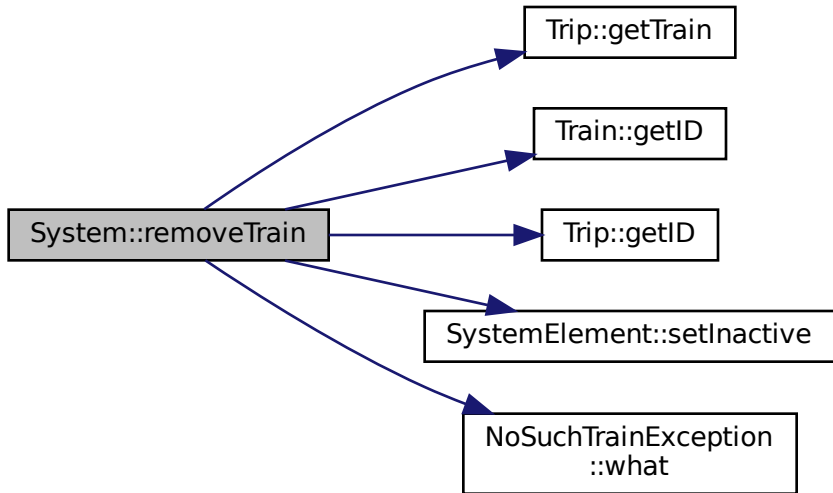 Trip::getTrain
Train::getID
System::removeTrain
Trip::getID
SystemElement::setInactive
NoSuchTrainException
::what